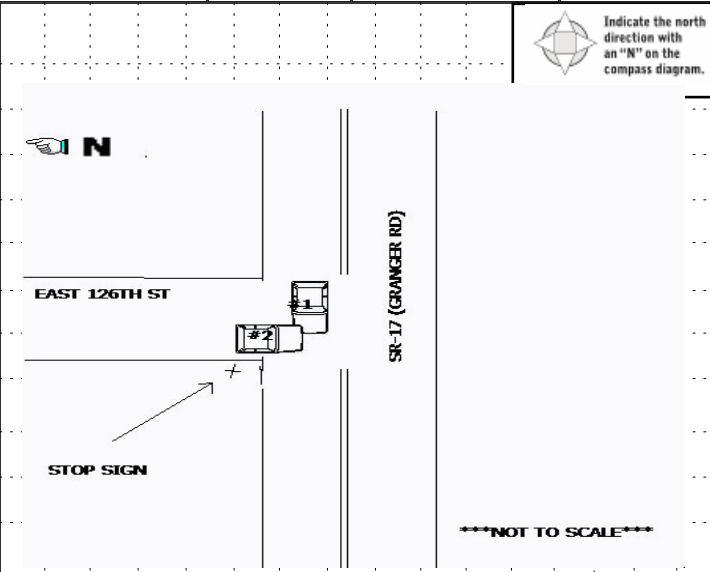 Indicate the north
direction with
an “N” on the
compass diagram.
N
SR-17 (GRANGER RD)
EAST 126TH ST
#1
#2
STOP SIGN
***NOT TO SCALE***